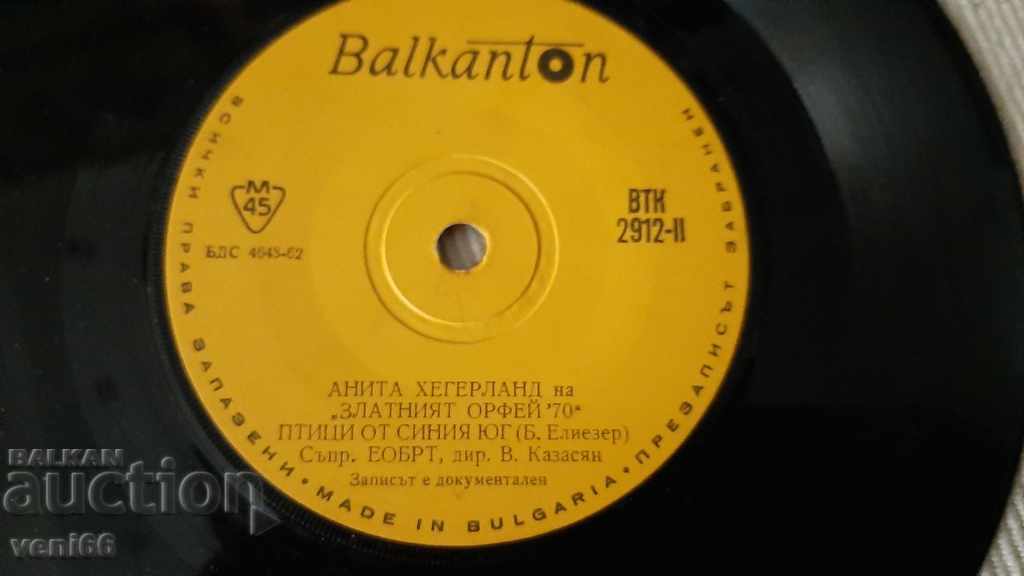 Balkanton
М
45
БДС 4643-62
ВТК
2912-II
АНИТА ХЕГЕРЛАНД на
„ЗЛАТНИЯТ ОРФЕЙ '70“
ПТИЦИ ОТ СИНИЯ ЮГ (Б. Елиезер)
Съпр. ЕОБРТ, дир. В. Казасян
Записът е документален
ВСИЧКИ ПРАВА ЗАПАЗЕНИ • MADE IN BULGARIA • ПРЕЗАПИСЪТ ЗАБРАНЕН
BALKAN
auction
veni66